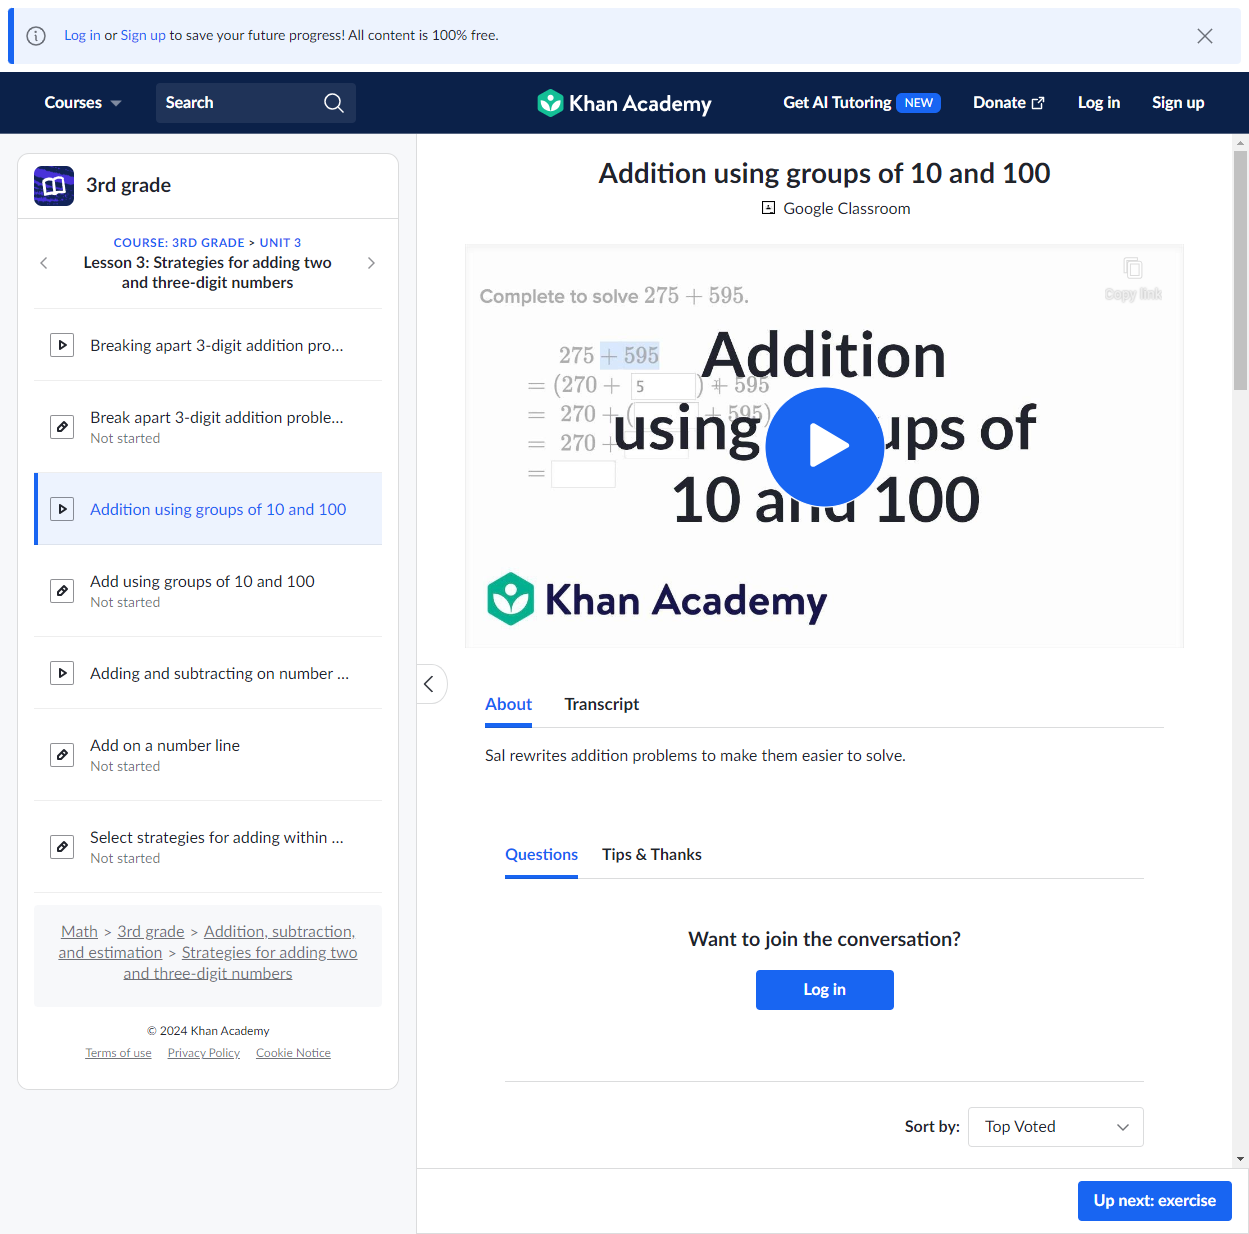 Log in or Sign up to save your future progress! All content is 100% free.
Courses
Search
Khan Academy
Get AI Tutoring NEW
Donate
Log in
Sign up
3rd grade
COURSE: 3RD GRADE > UNIT 3
Lesson 3: Strategies for adding two
and three-digit numbers
Breaking apart 3-digit addition pro...
Break apart 3-digit addition proble...
Not started
Addition using groups of 10 and 100
Add using groups of 10 and 100
Not started
Adding and subtracting on number ...
Add on a number line
Not started
Select strategies for adding within ...
Not started
Math > 3rd grade > Addition, subtraction,
and estimation > Strategies for adding two
and three-digit numbers
© 2024 Khan Academy
Terms of use Privacy Policy Cookie Notice
Addition using groups of 10 and 100
Google Classroom
Copy link
Complete to solve 275 + 595.
275 + 595
= (270 + 5 ) + 595
= 270 + ( + 595)
= 270 +
=
Addition
using groups of
10 and 100
Khan Academy
About
Transcript
Sal rewrites addition problems to make them easier to solve.
Questions
Tips & Thanks
Want to join the conversation?
Log in
Sort by: Top Voted
Up next: exercise